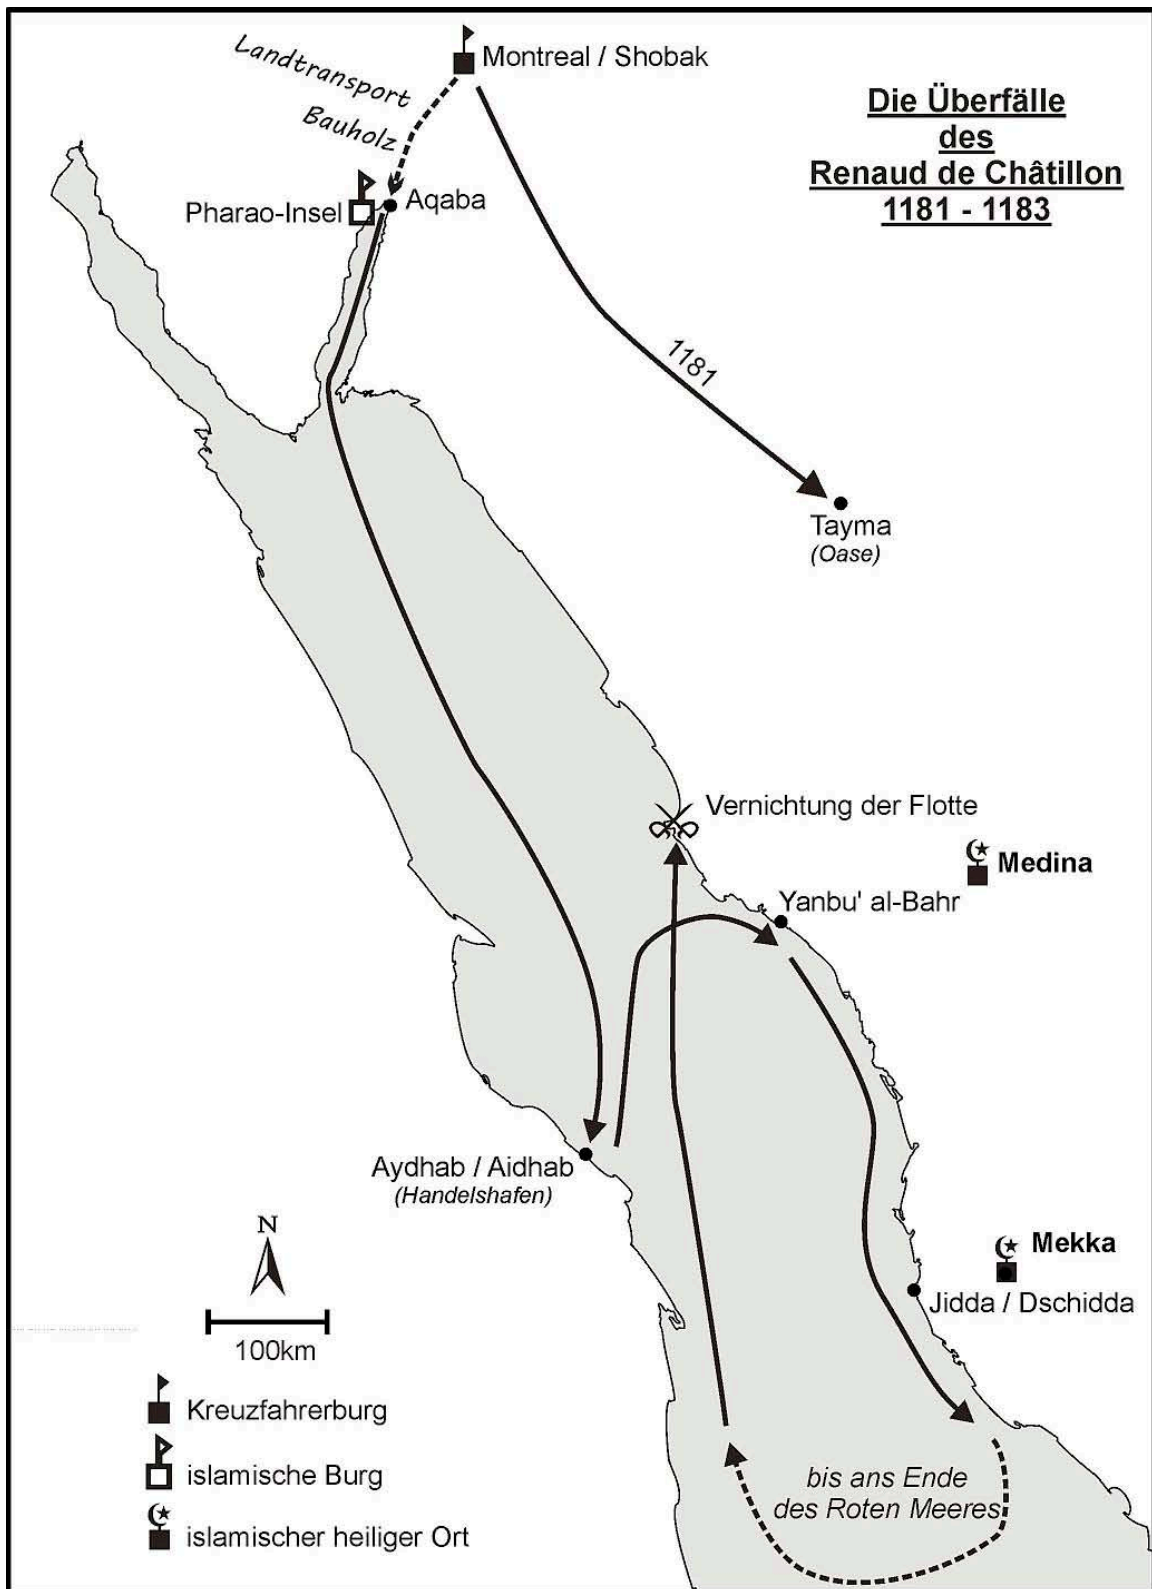 Montreal / Shobak
Landtransport
Bauholz
Die Überfälle
des
Renaud de Châtillon
1181 - 1183
Pharao-Insel
Aqaba
1181
Tayma
(Oase)
Vernichtung der Flotte
Medina
Yanbu' al-Bahr
Aydhab / Aidhab
(Handelshafen)
N
Mekka
Jidda / Dschidda
100km
Kreuzfahrerburg
islamische Burg
islamischer heiliger Ort
bis ans Ende
des Roten Meeres